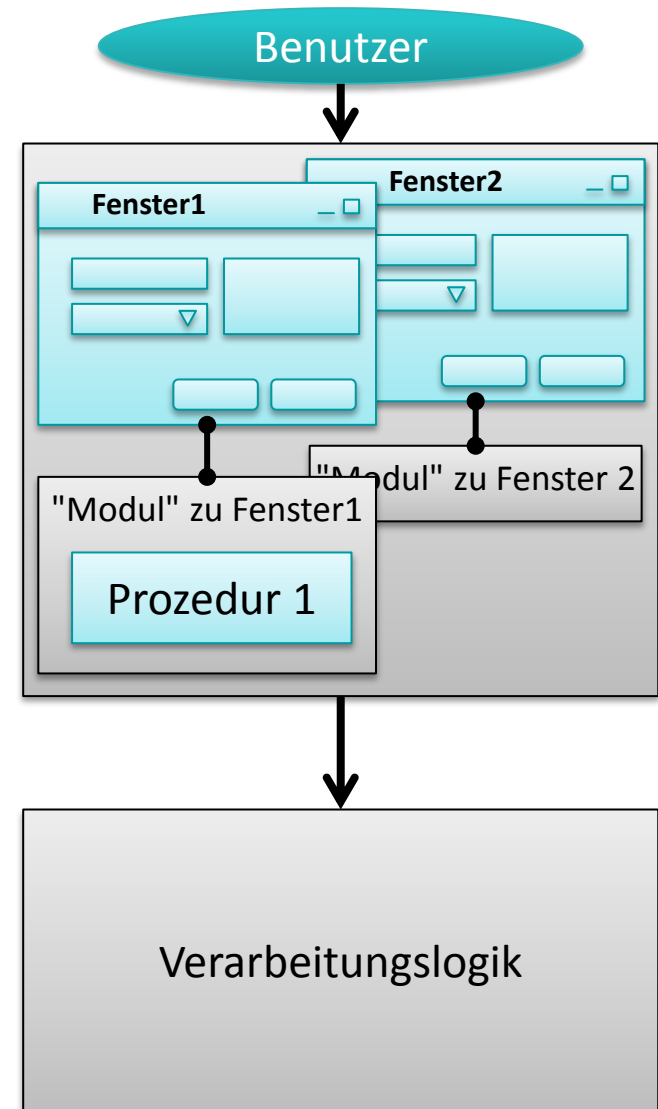 Benutzer
Fenster2
Fenster1
"Modul" zu Fenster 2
"Modul" zu Fenster1
Prozedur 1
Verarbeitungslogik